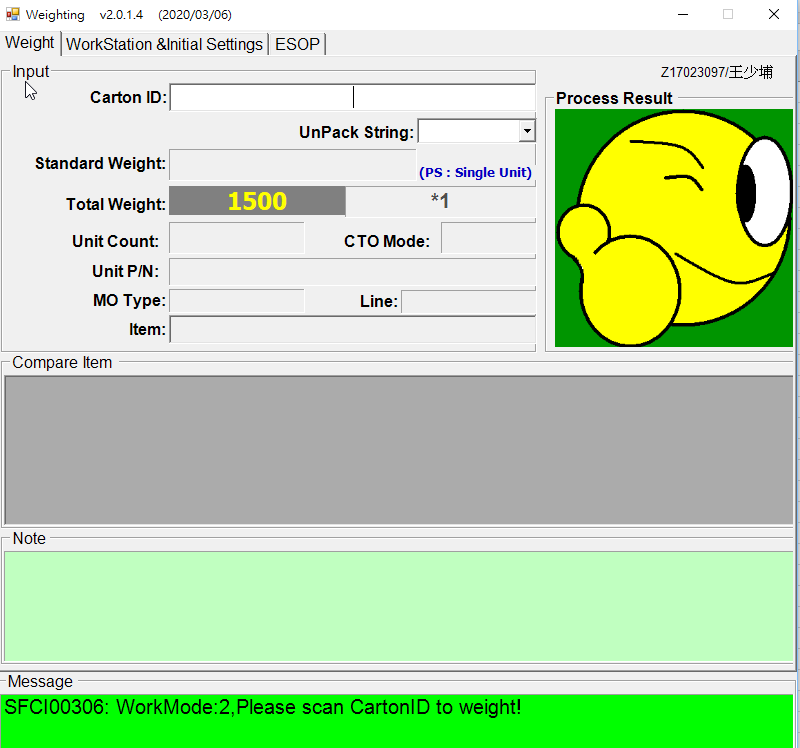 Weighting v2.0.1.4 (2020/03/06)
Weight WorkStation &Initial Settings ESOP
Z17023097/王少埔
Input
Carton ID:
UnPack String:
Standard Weight:
(PS : Single Unit)
Total Weight: 1500 *1
Unit Count: CTO Mode:
Unit P/N:
MO Type: Line:
Item:
Process Result
Compare Item
Note
Message
SFCI00306: WorkMode:2,Please scan CartonID to weight!